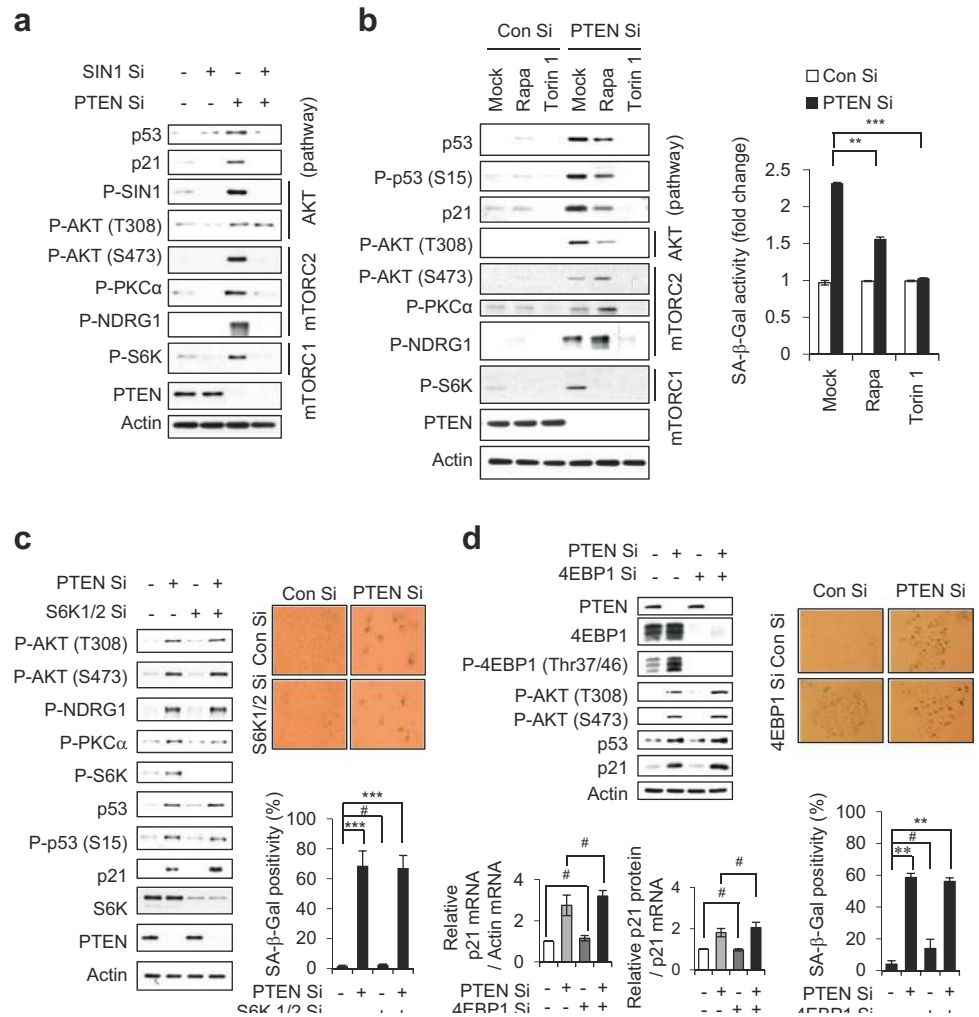 a
SIN1 Si - + - +
PTEN Si - - + +
p53
p21
P-SIN1
P-AKT (T308)
P-AKT (S473)
P-PKCα
P-NDRG1
P-S6K
PTEN
Actin
mTORC1 mTORC2 AKT (pathway)
b
Con Si PTEN Si
Mock Rapa Torin 1 Mock Rapa Torin 1
p53
P-p53 (S15)
p21
P-AKT (T308)
P-AKT (S473)
P-PKCα
P-NDRG1
P-S6K
PTEN
Actin
mTORC1 mTORC2 AKT (pathway)
Con Si
PTEN Si
***
**
SA-β-Gal activity (fold change)
2.5
2
1.5
1
0.5
0
Mock Rapa Torin 1
c
PTEN Si - + - +
S6K1/2 Si - - + +
P-AKT (T308)
P-AKT (S473)
P-NDRG1
P-PKCα
P-S6K
p53
P-p53 (S15)
p21
S6K
PTEN
Actin
Con Si PTEN Si
Con Si
S6K1/2 Si
SA-β-Gal positivity (%)
100
80
60
40
20
0
***
#
***
PTEN Si - + - +
S6K 1/2 Si - - + +
d
PTEN Si - + - +
4EBP1 Si - - + +
PTEN
4EBP1
P-4EBP1 (Thr37/46)
P-AKT (T308)
P-AKT (S473)
p53
p21
Actin
Con Si PTEN Si
Con Si
4EBP1 Si
Relative
p21 mRNA
/ Actin mRNA
4
2
0
#
#
PTEN Si - + - +
4EBP1 Si - - + +
Relative p21 protein
/ p21 mRNA
4
2
0
#
#
- + - +
- - + +
SA-β-Gal positivity (%)
100
80
60
40
20
0
**
#
**
PTEN Si - + - +
4EBP1 Si - - + +